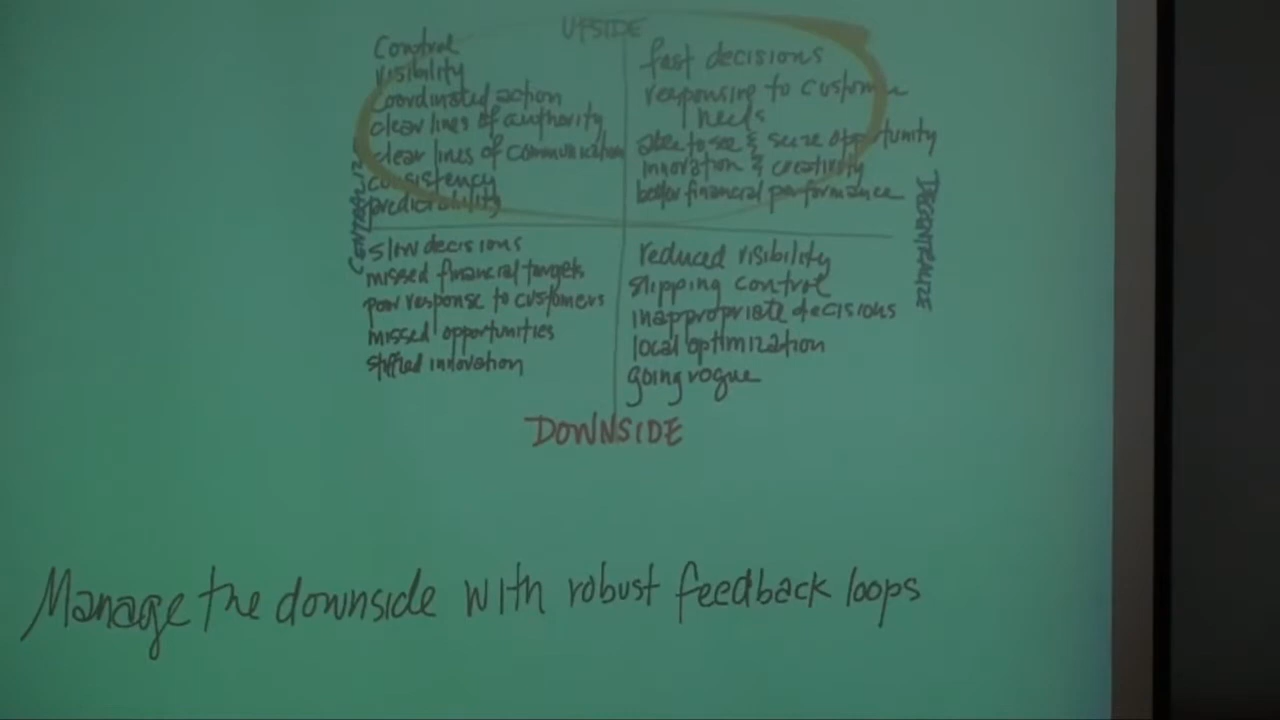 UPSIDE
Control
visibility
coordinated action
clear lines of authority
clear lines of communication
consistency
predictability
fast decisions
responsing to customer
needs
able to see & seize opportunity
innovation & creativity
better financial performance
CENTRALIZE
DECENTRALIZE
slow decisions
missed financial targets
poor response to customers
missed opportunities
stifled innovation
reduced visibility
slipping control
inappropriate decisions
local optimization
going rogue
DOWNSIDE
Manage the downside with robust feedback loops